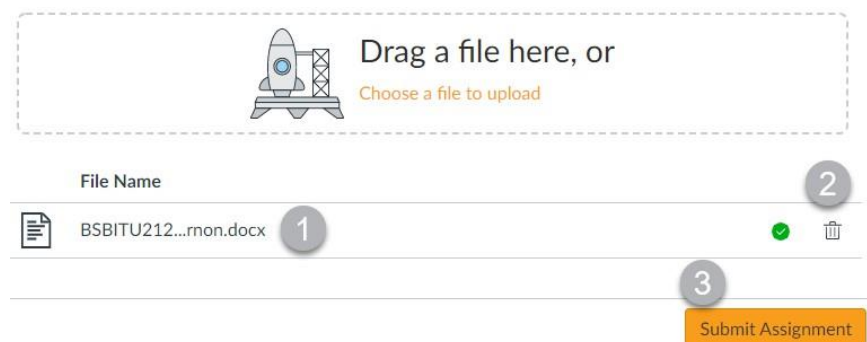 Drag a file here, or
Choose a file to upload
File Name
2
BSBITU212...rnon.docx 1
3
Submit Assignment